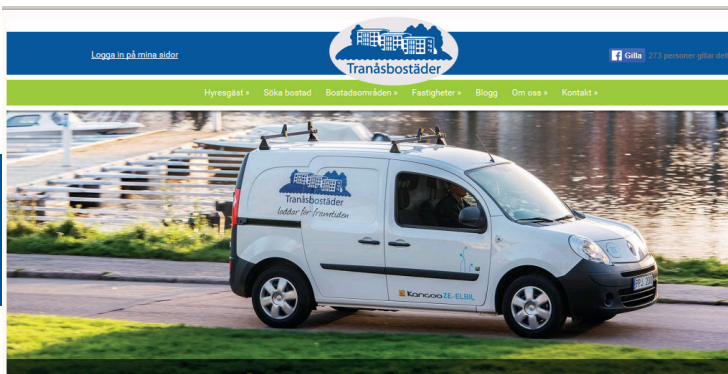 Logga in på mina sidor
Tranåsbostäder
Gilla 273 personer gillar det
Hyresgäst » Söka bostad Bostadsområden » Fastigheter » Blogg Om oss » Kontakt »
Tranåsbostäder
laddar för framtiden
Kangoo ZE-ELBIL